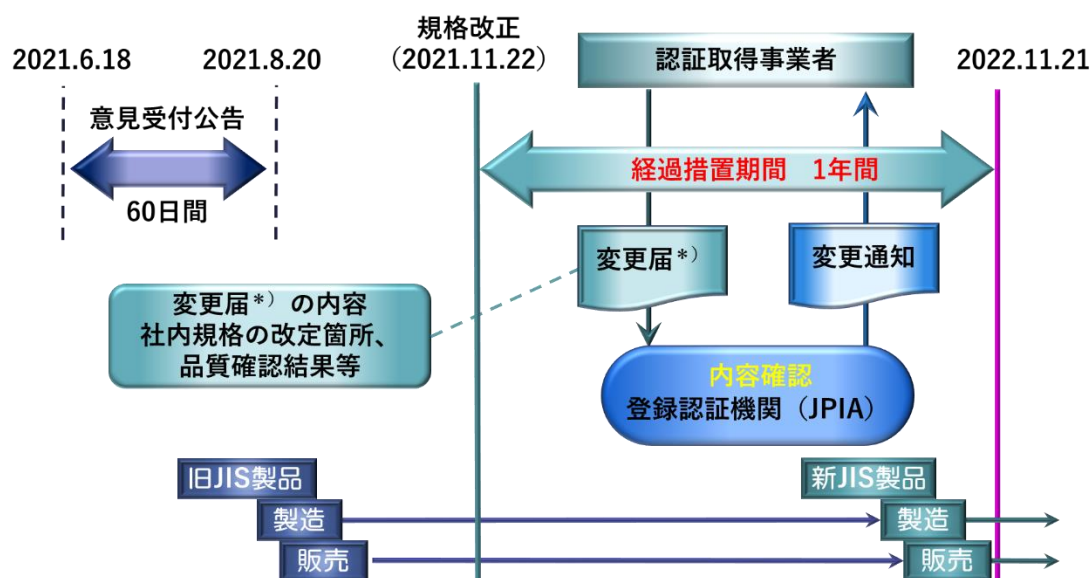 2021.6.18
2021.8.20
規格改正
（2021.11.22）
認証取得事業者
2022.11.21
意見受付公告
60日間
経過措置期間　1年間
変更届*）
変更通知
変更届*）の内容
社内規格の改定箇所、
品質確認結果等
内容確認
登録認証機関（JPIA）
旧JIS製品
新JIS製品
製造
製造
販売
販売